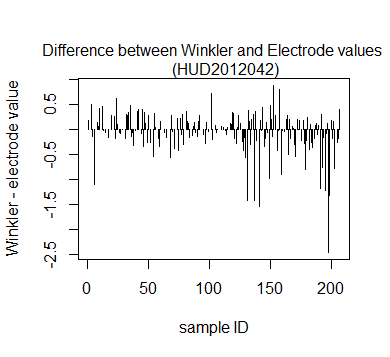 Difference between Winkler and Electrode values
(HUD2012042)
Winkler - electrode value
0.5
-0.5
-1.5
-2.5
0 50 100 150 200
sample ID